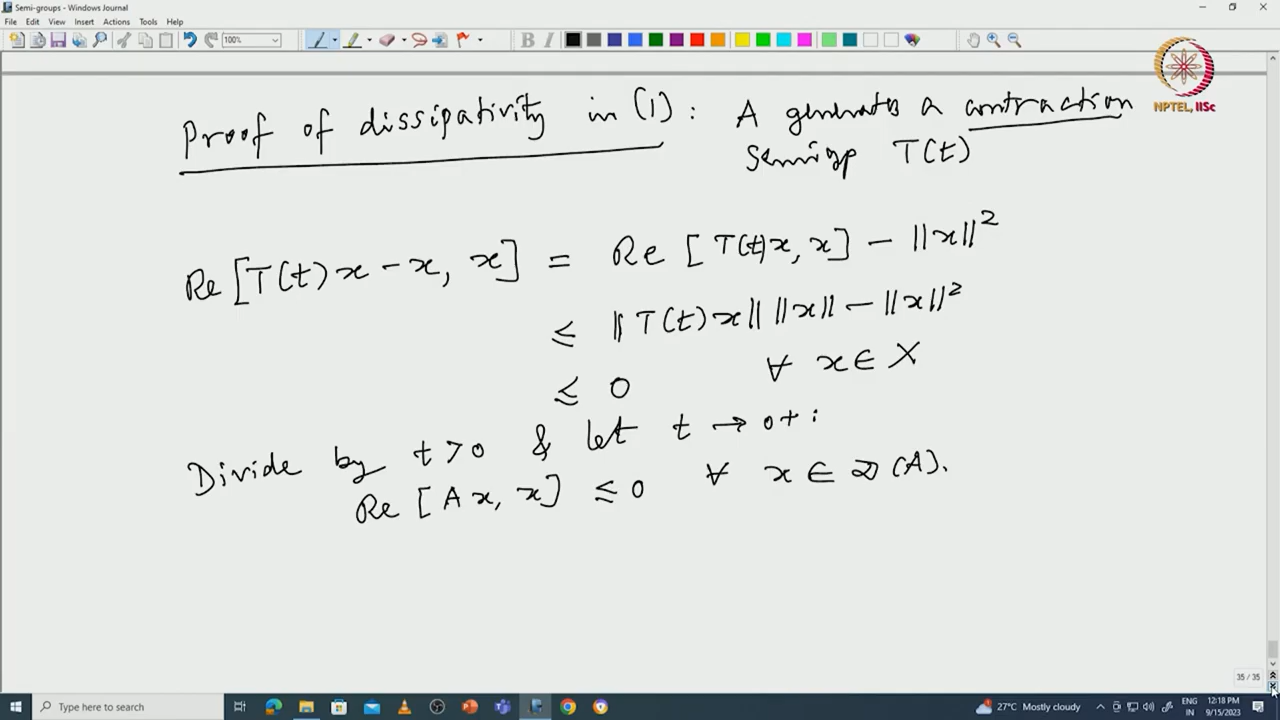 Semi-groups - Windows Journal
File Edit View Insert Actions Tools Help
100%
B I
NPTEL, IISc
Proof of dissipativity in (1) : A generates a contraction
Semigp T(t)
Re [T(t)x - x, x] = Re [T(t)x, x] - ||x||²
≤ ||T(t)x|| ||x|| - ||x||²
≤ 0 ∀ x ∈ X
Divide by t > 0 & let t → 0+ :
Re [Ax, x] ≤ 0 ∀ x ∈ D(A).
35 / 35
Type here to search
27°C Mostly cloudy
ENG
IN
12:18 PM
9/15/2023